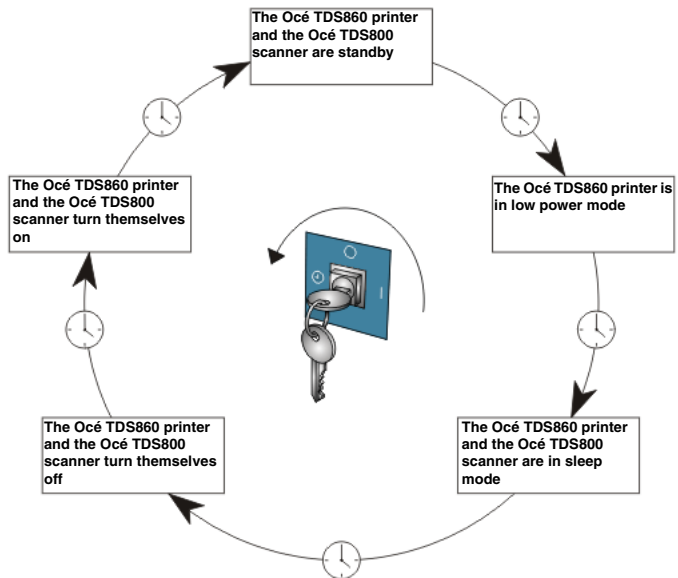 The Océ TDS860 printer
and the Océ TDS800
scanner are standby
The Océ TDS860 printer
and the Océ TDS800
scanner turn themselves
on
The Océ TDS860 printer is
in low power mode
The Océ TDS860 printer
and the Océ TDS800
scanner turn themselves
off
The Océ TDS860 printer
and the Océ TDS800
scanner are in sleep
mode